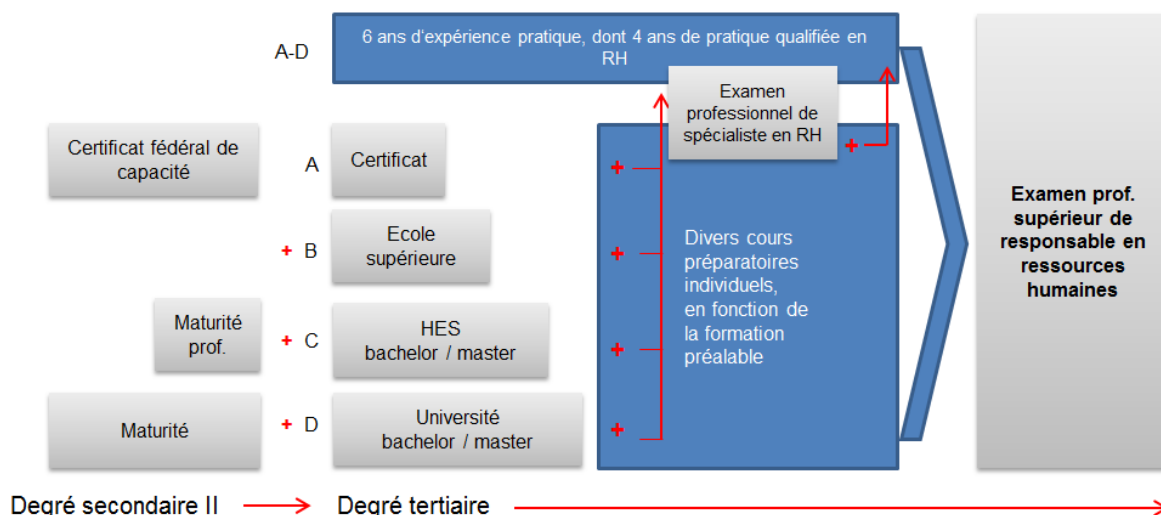 A-D
6 ans d'expérience pratique, dont 4 ans de pratique qualifiée en
RH
Examen
professionnel de
spécialiste en RH
+
Certificat fédéral de
capacité
A
Certificat
+
+ B
Ecole
supérieure
+
Divers cours
préparatoires
individuels,
en fonction de
la formation
préalable
Maturité
prof.
+ C
HES
bachelor / master
+
Maturité
+ D
Université
bachelor / master
+
Examen prof.
supérieur de
responsable en
ressources
humaines
Degré secondaire II
Degré tertiaire